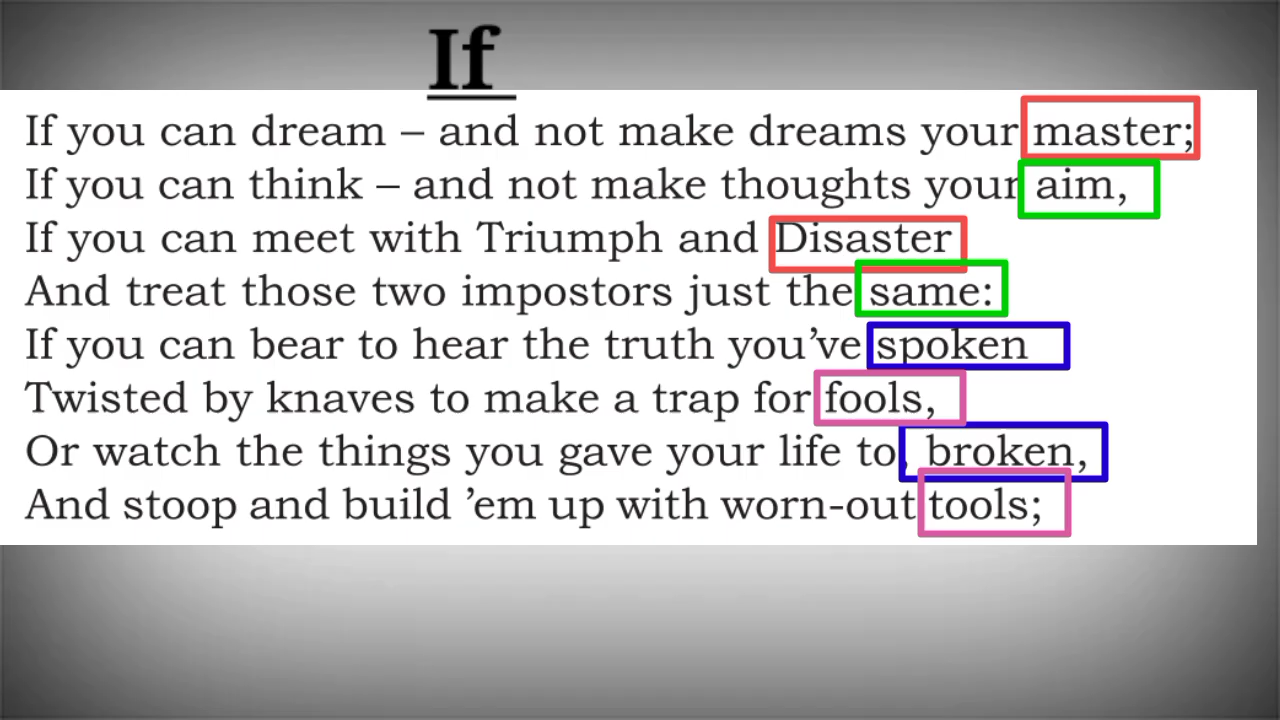 If
If you can dream – and not make dreams your master;
If you can think – and not make thoughts your aim,
If you can meet with Triumph and Disaster
And treat those two impostors just the same:
If you can bear to hear the truth you’ve spoken
Twisted by knaves to make a trap for fools,
Or watch the things you gave your life to, broken,
And stoop and build ’em up with worn-out tools;